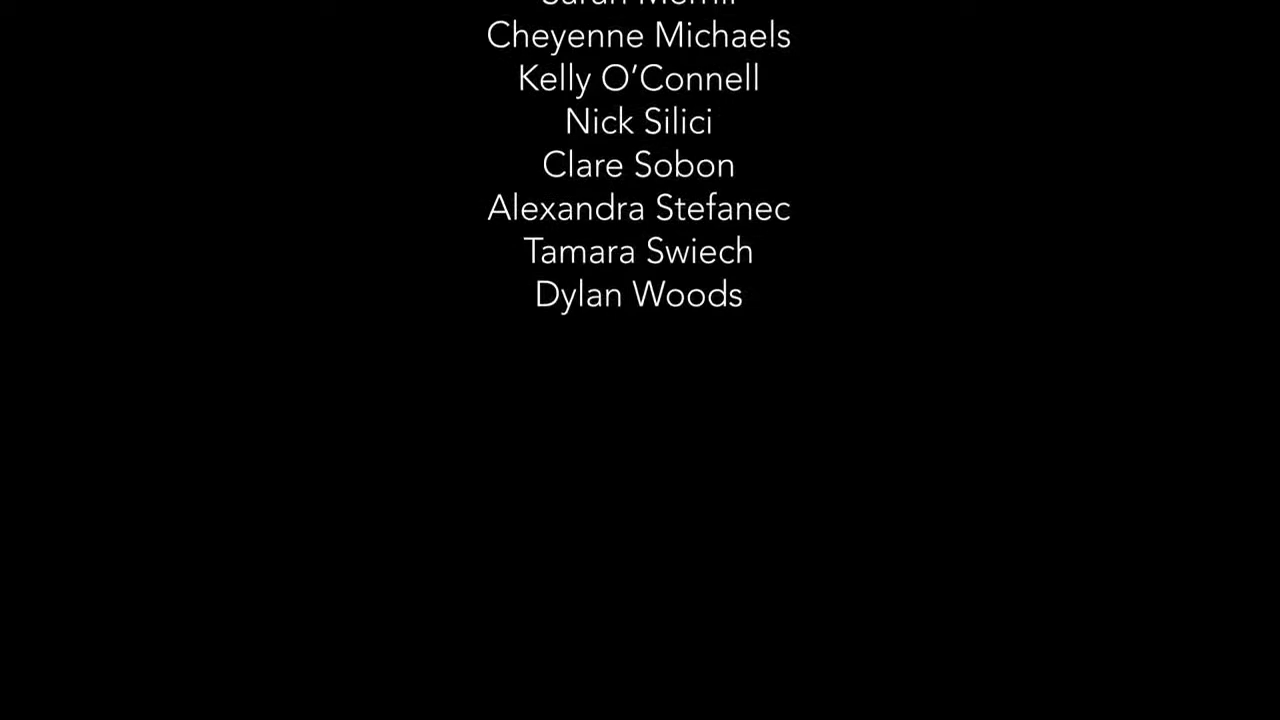 Cheyenne Michaels
Kelly O’Connell
Nick Silici
Clare Sobon
Alexandra Stefanec
Tamara Swiech
Dylan Woods